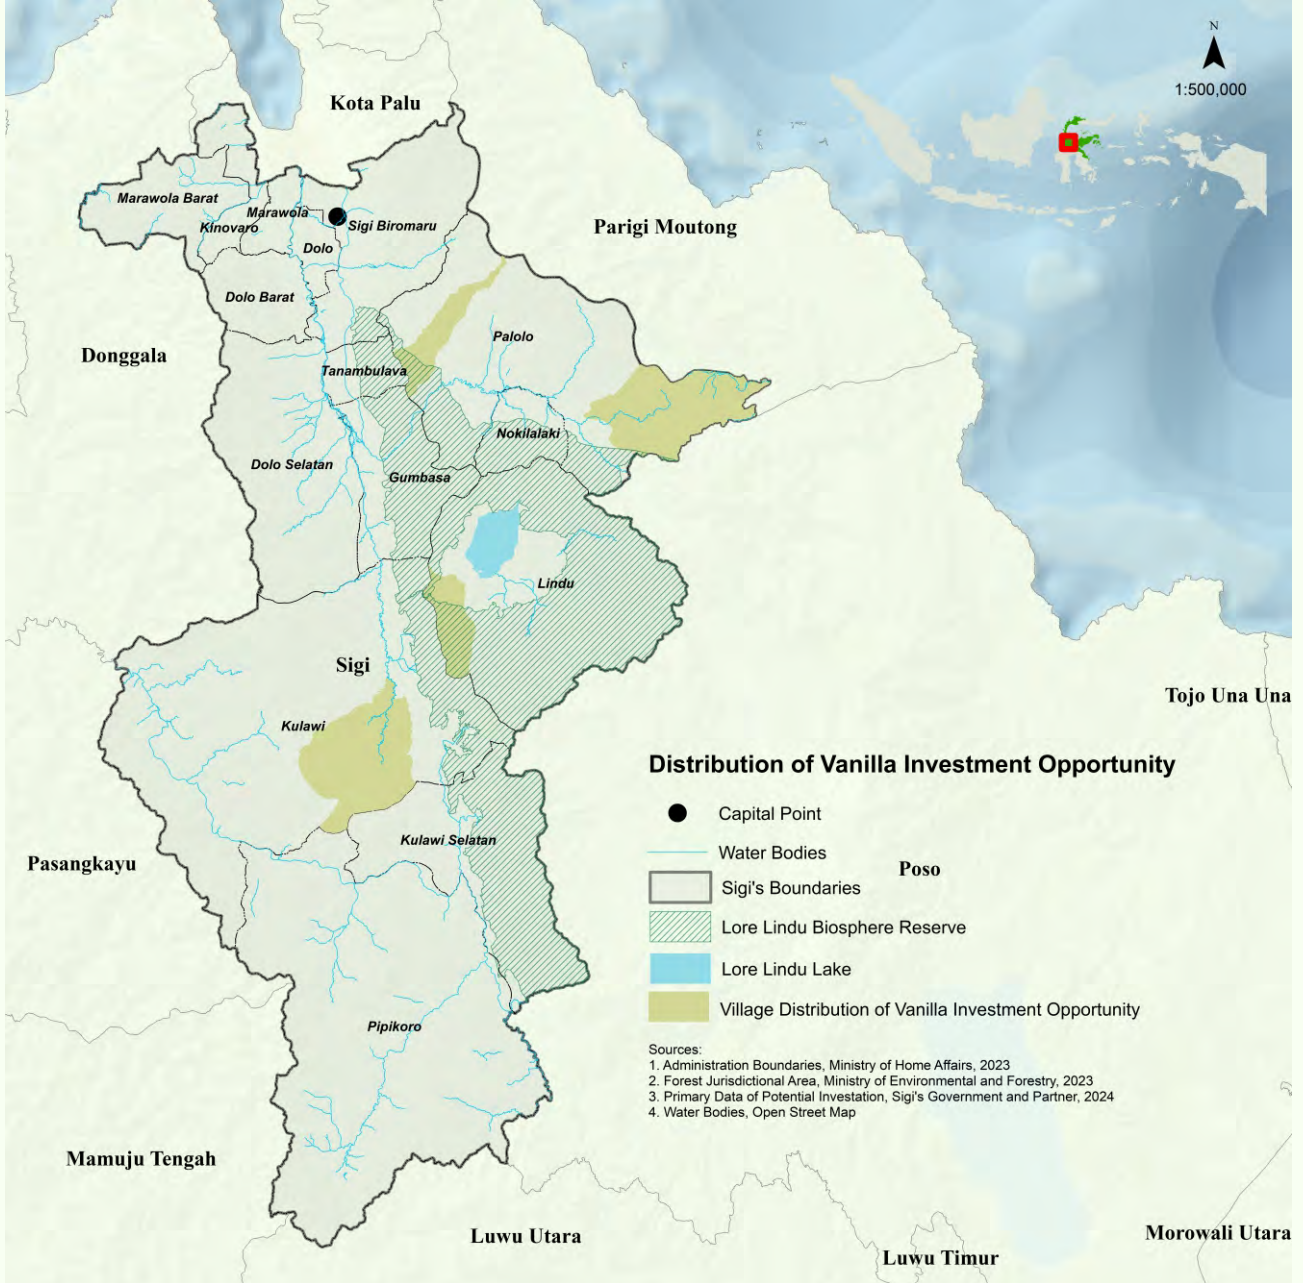 N
1:500,000
Kota Palu
Marawola Barat
Marawola
Kinovaro
Sigi Biromaru
Parigi Moutong
Dolo
Dolo Barat
Donggala
Palolo
Tanambulava
Nokilalaki
Dolo Selatan
Gumbasa
Lindu
Sigi
Tojo Una Una
Kulawi
Distribution of Vanilla Investment Opportunity
Capital Point
Kulawi Selatan
Water Bodies
Pasangkayu
Poso
Sigi's Boundaries
Lore Lindu Biosphere Reserve
Lore Lindu Lake
Village Distribution of Vanilla Investment Opportunity
Pipikoro
Sources:
1. Administration Boundaries, Ministry of Home Affairs, 2023
2. Forest Jurisdictional Area, Ministry of Environmental and Forestry, 2023
3. Primary Data of Potential Investation, Sigi's Government and Partner, 2024
4. Water Bodies, Open Street Map
Mamuju Tengah
Luwu Utara
Morowali Utara
Luwu Timur